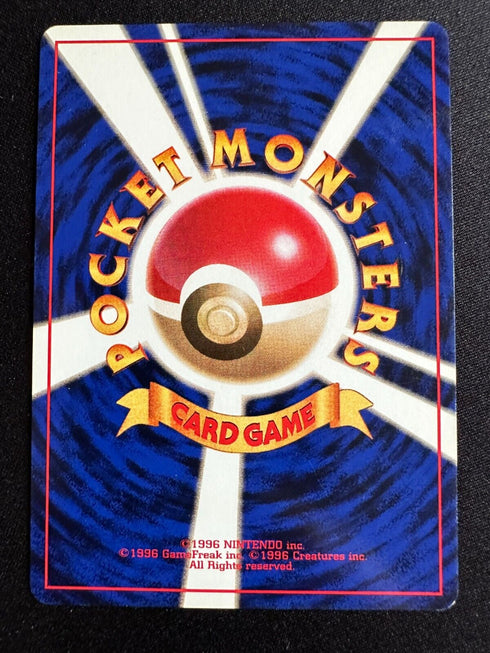 POCKET MONSTERS
CARD GAME
©1996 NINTENDO inc.
©1996 GameFreak inc. ©1996 Creatures inc.
All Rights reserved.